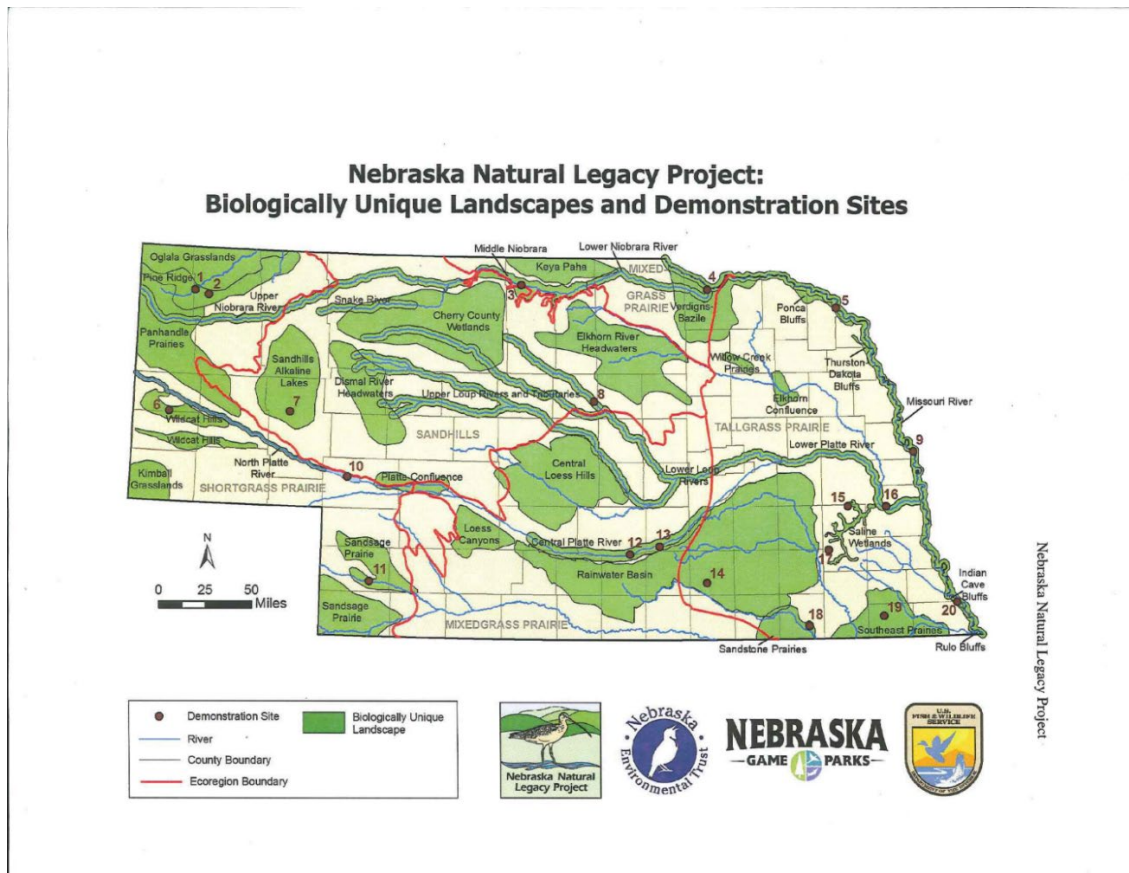 Nebraska Natural Legacy Project:
Biologically Unique Landscapes and Demonstration Sites
Middle Niobrara
Lower Niobrara River
Oglala Grasslands
Keya Paha
MIXED-
GRASS
PRAIRIE
Pine Ridge
1
2
3
4
5
Upper
Niobrara River
Snake River
Verdigris-
Bazile
Ponca
Bluffs
Cherry County
Wetlands
Panhandle
Prairies
Elkhorn River
Headwaters
Sandhills
Alkaline
Lakes
Willow Creek
Prairies
Thurston-
Dakota
Bluffs
Dismal River
Headwaters
Upper Loup Rivers and Tributaries
Elkhorn
Confluence
6
7
8
Wildcat Hills
Missouri River
SANDHILLS
TALLGRASS PRAIRIE
Wildcat Hills
Lower Platte River
9
North Platte
River
10
Central
Loess Hills
Lower Loup
Rivers
Kimball
Grasslands
SHORTGRASS PRAIRIE
Platte Confluence
15
16
Loess
Canyons
Saline
Wetlands
N
Sandsage
Prairie
Central Platte River
12
13
17
11
Rainwater Basin
14
Indian
Cave
Bluffs
0 25 50
Miles
Sandsage
Prairie
20
MIXEDGRASS PRAIRIE
18
19
Southeast Prairies
Sandstone Prairies
Rulo Bluffs
Nebraska Natural Legacy Project
Demonstration Site
River
County Boundary
Ecoregion Boundary
Biologically Unique
Landscape
Nebraska Natural
Legacy Project
Nebraska
Environmental Trust
NEBRASKA
GAME PARKS
U.S.
FISH & WILDLIFE
SERVICE